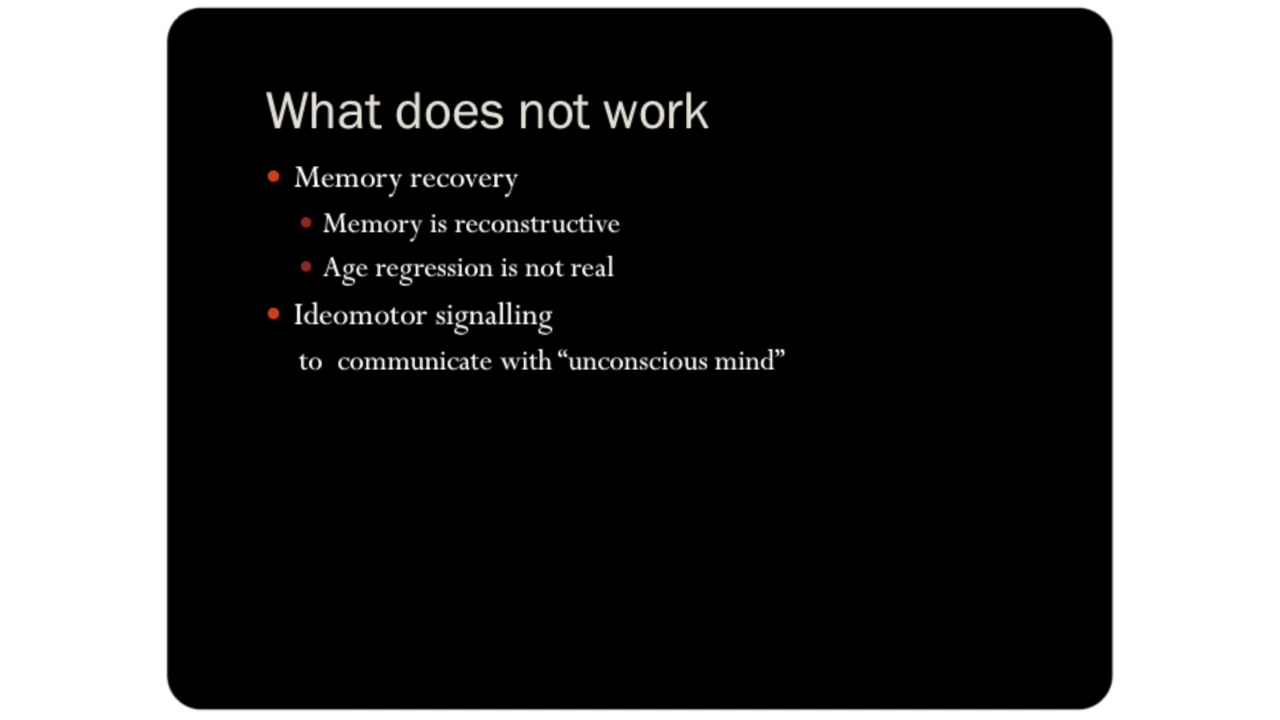 What does not work
Memory recovery
Memory is reconstructive
Age regression is not real
Ideomotor signalling
to communicate with “unconscious mind”